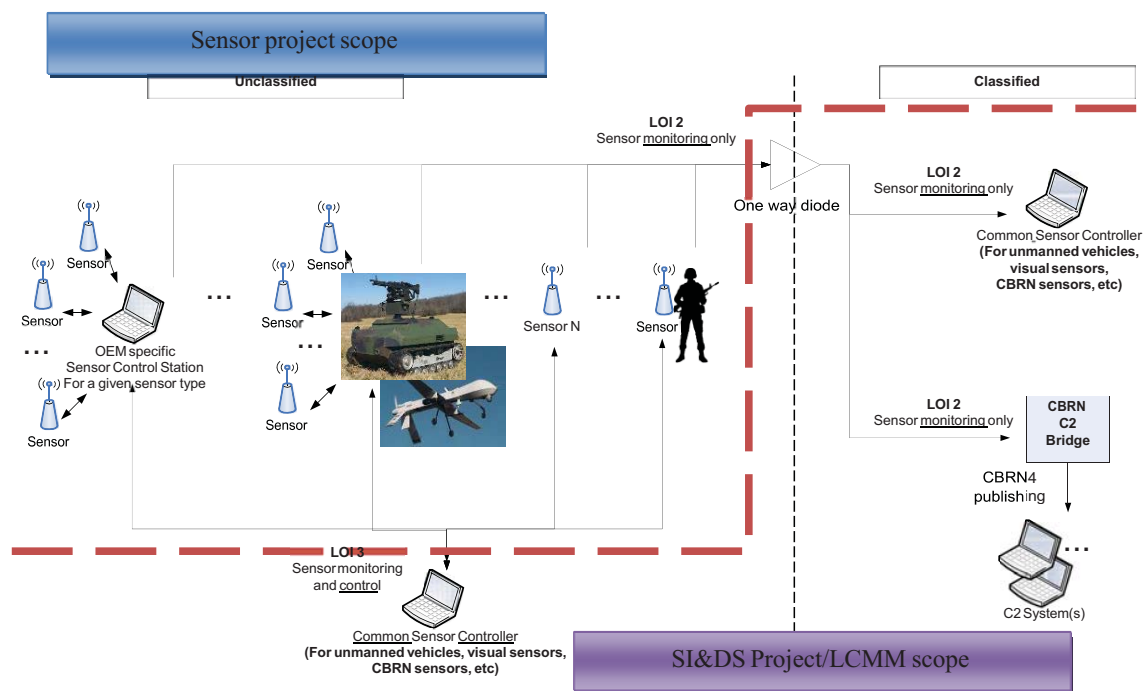 Sensor project scope
Unclassified
Classified
LOI 2
Sensor monitoring only
One way diode
LOI 2
Sensor monitoring only
Common Sensor Controller
(For unmanned vehicles,
visual sensors,
CBRN sensors, etc)
Sensor
Sensor
...
OEM specific
Sensor Control Station
For a given sensor type
Sensor
...
Sensor
Sensor
...
Sensor
...
Sensor N
...
Sensor
LOI 2
Sensor monitoring only
CBRN
C2
Bridge
CBRN4
publishing
...
C2 System(s)
LOI 3
Sensor monitoring
and control
Common Sensor Controller
(For unmanned vehicles, visual sensors,
CBRN sensors, etc)
SI&DS Project/LCMM scope